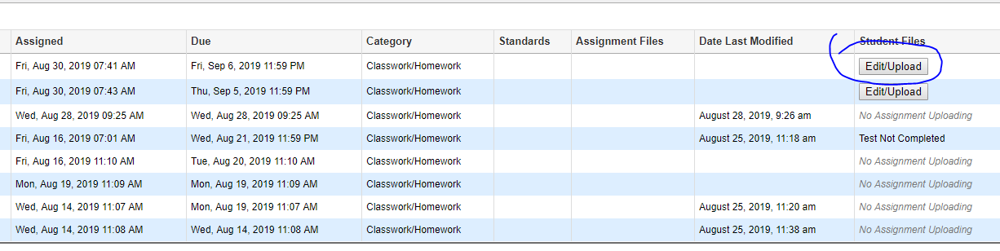 Assigned Due Category Standards Assignment Files Date Last Modified Student Files
Fri, Aug 30, 2019 07:41 AM Fri, Sep 6, 2019 11:59 PM Classwork/Homework Edit/Upload
Fri, Aug 30, 2019 07:43 AM Thu, Sep 5, 2019 11:59 PM Classwork/Homework Edit/Upload
Wed, Aug 28, 2019 09:25 AM Wed, Aug 28, 2019 09:25 AM Classwork/Homework August 28, 2019, 9:26 am No Assignment Uploading
Fri, Aug 16, 2019 07:01 AM Wed, Aug 21, 2019 11:59 PM Classwork/Homework August 25, 2019, 11:18 am Test Not Completed
Fri, Aug 16, 2019 11:10 AM Tue, Aug 20, 2019 11:10 AM Classwork/Homework No Assignment Uploading
Mon, Aug 19, 2019 11:09 AM Mon, Aug 19, 2019 11:09 AM Classwork/Homework No Assignment Uploading
Wed, Aug 14, 2019 11:07 AM Mon, Aug 19, 2019 11:07 AM Classwork/Homework August 25, 2019, 11:20 am No Assignment Uploading
Wed, Aug 14, 2019 11:08 AM Wed, Aug 14, 2019 11:08 AM Classwork/Homework August 25, 2019, 11:38 am No Assignment Uploading